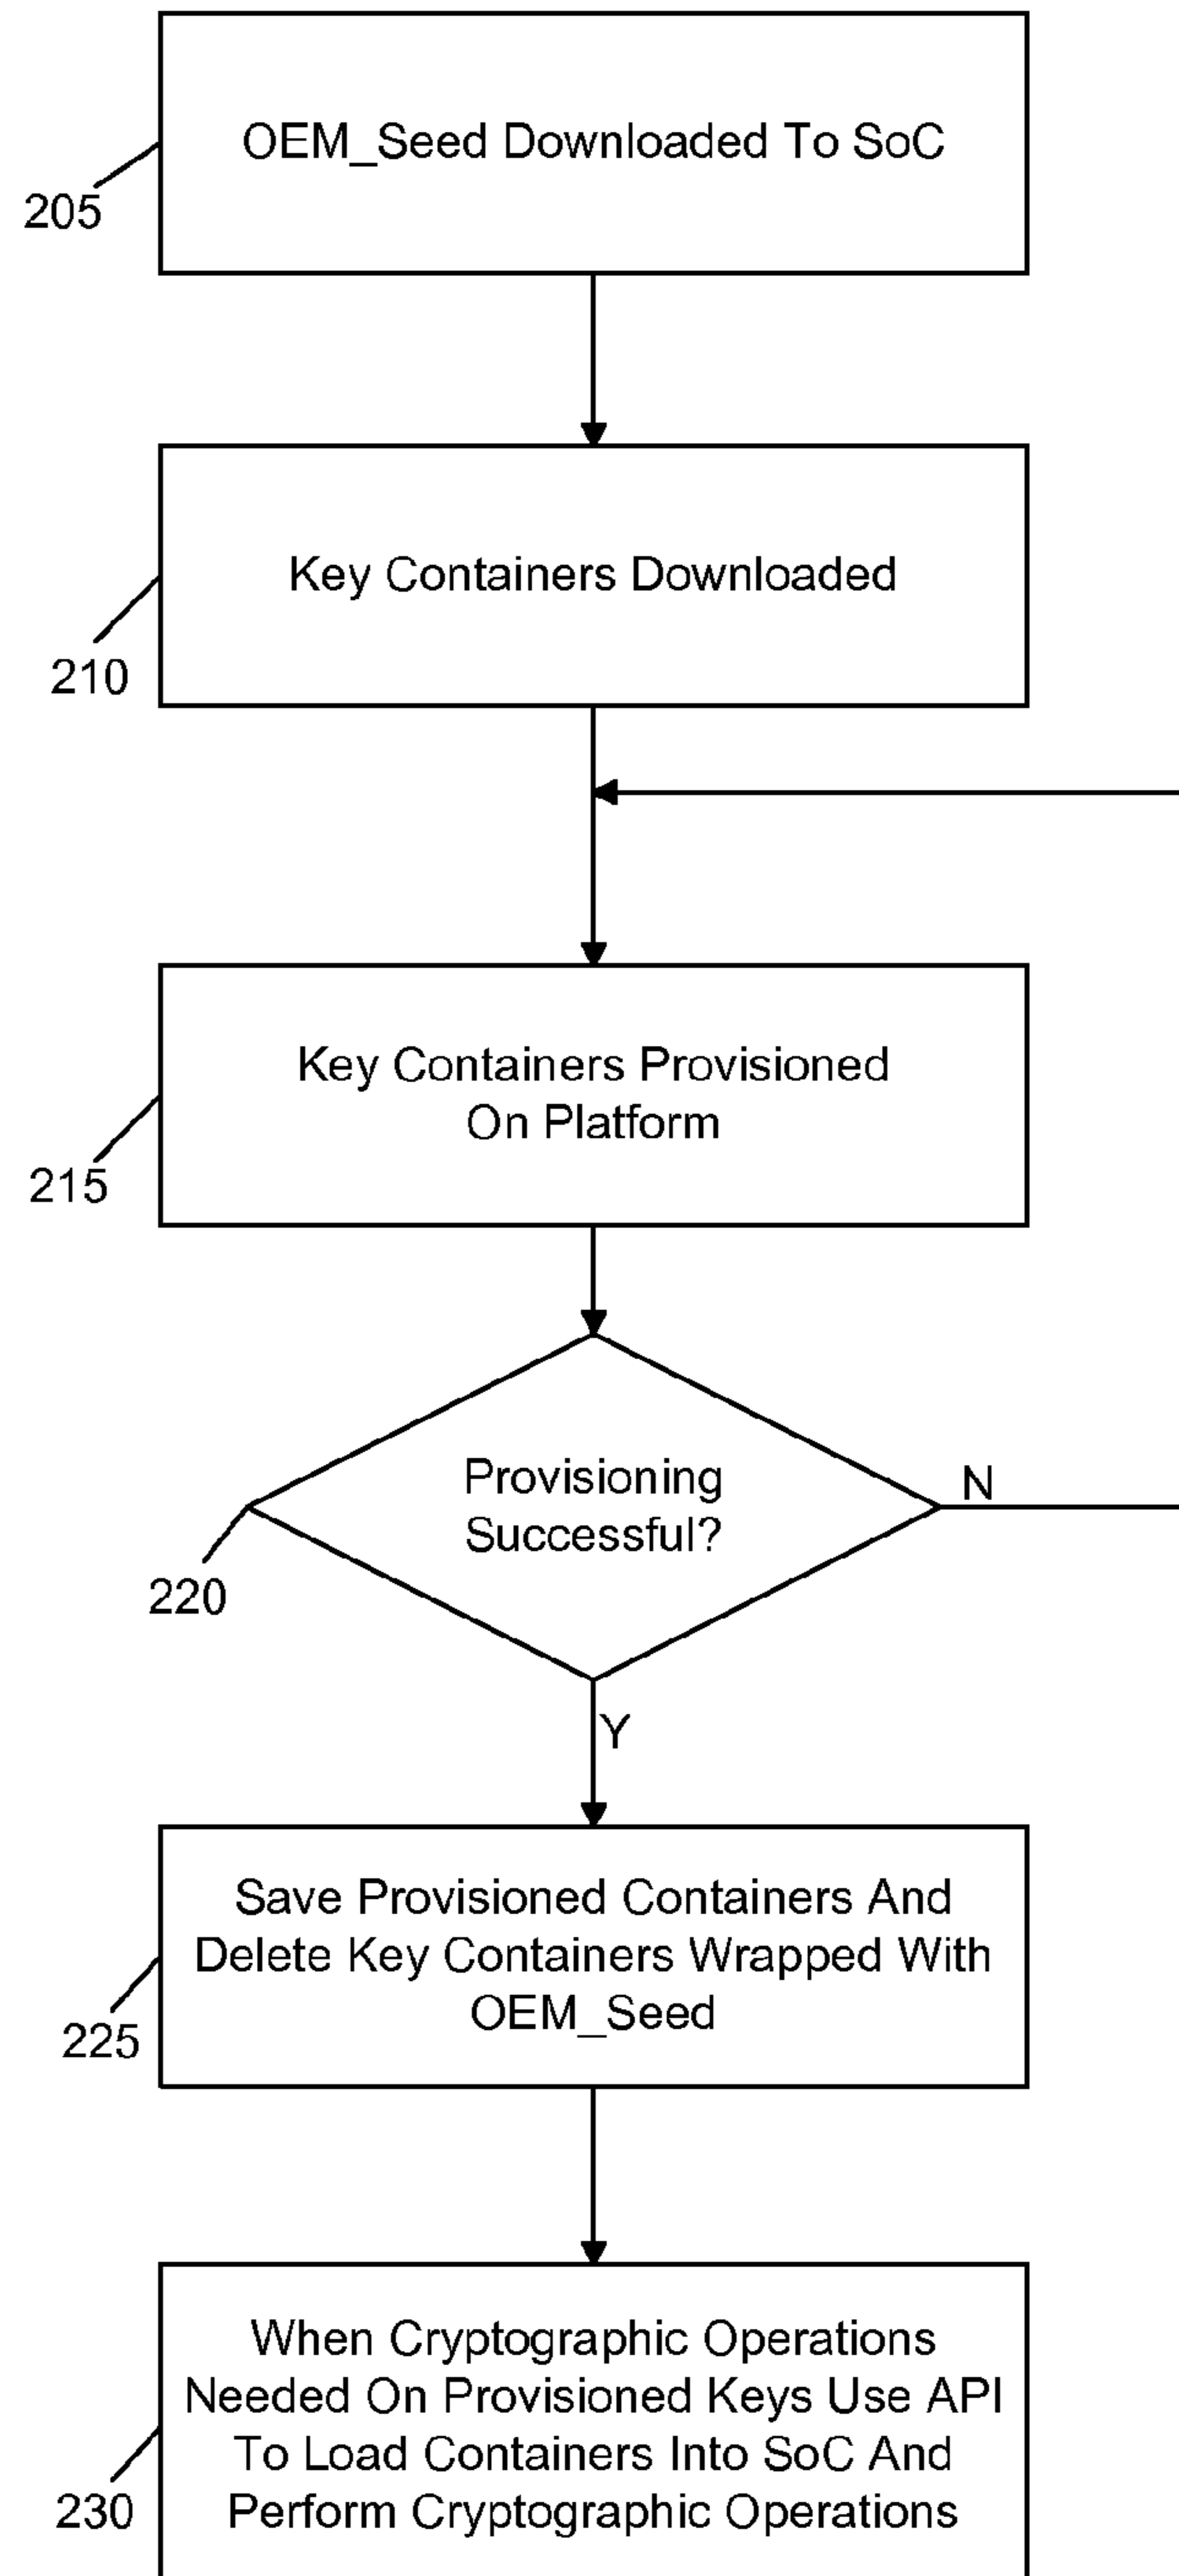 OEM_Seed Downloaded To SoC
205
Key Containers Downloaded
210
Key Containers Provisioned
On Platform
215
Provisioning
Successful?
N
220
Y
Save Provisioned Containers And
Delete Key Containers Wrapped With
OEM_Seed
225
When Cryptographic Operations
Needed On Provisioned Keys Use API
To Load Containers Into SoC And
Perform Cryptographic Operations
230